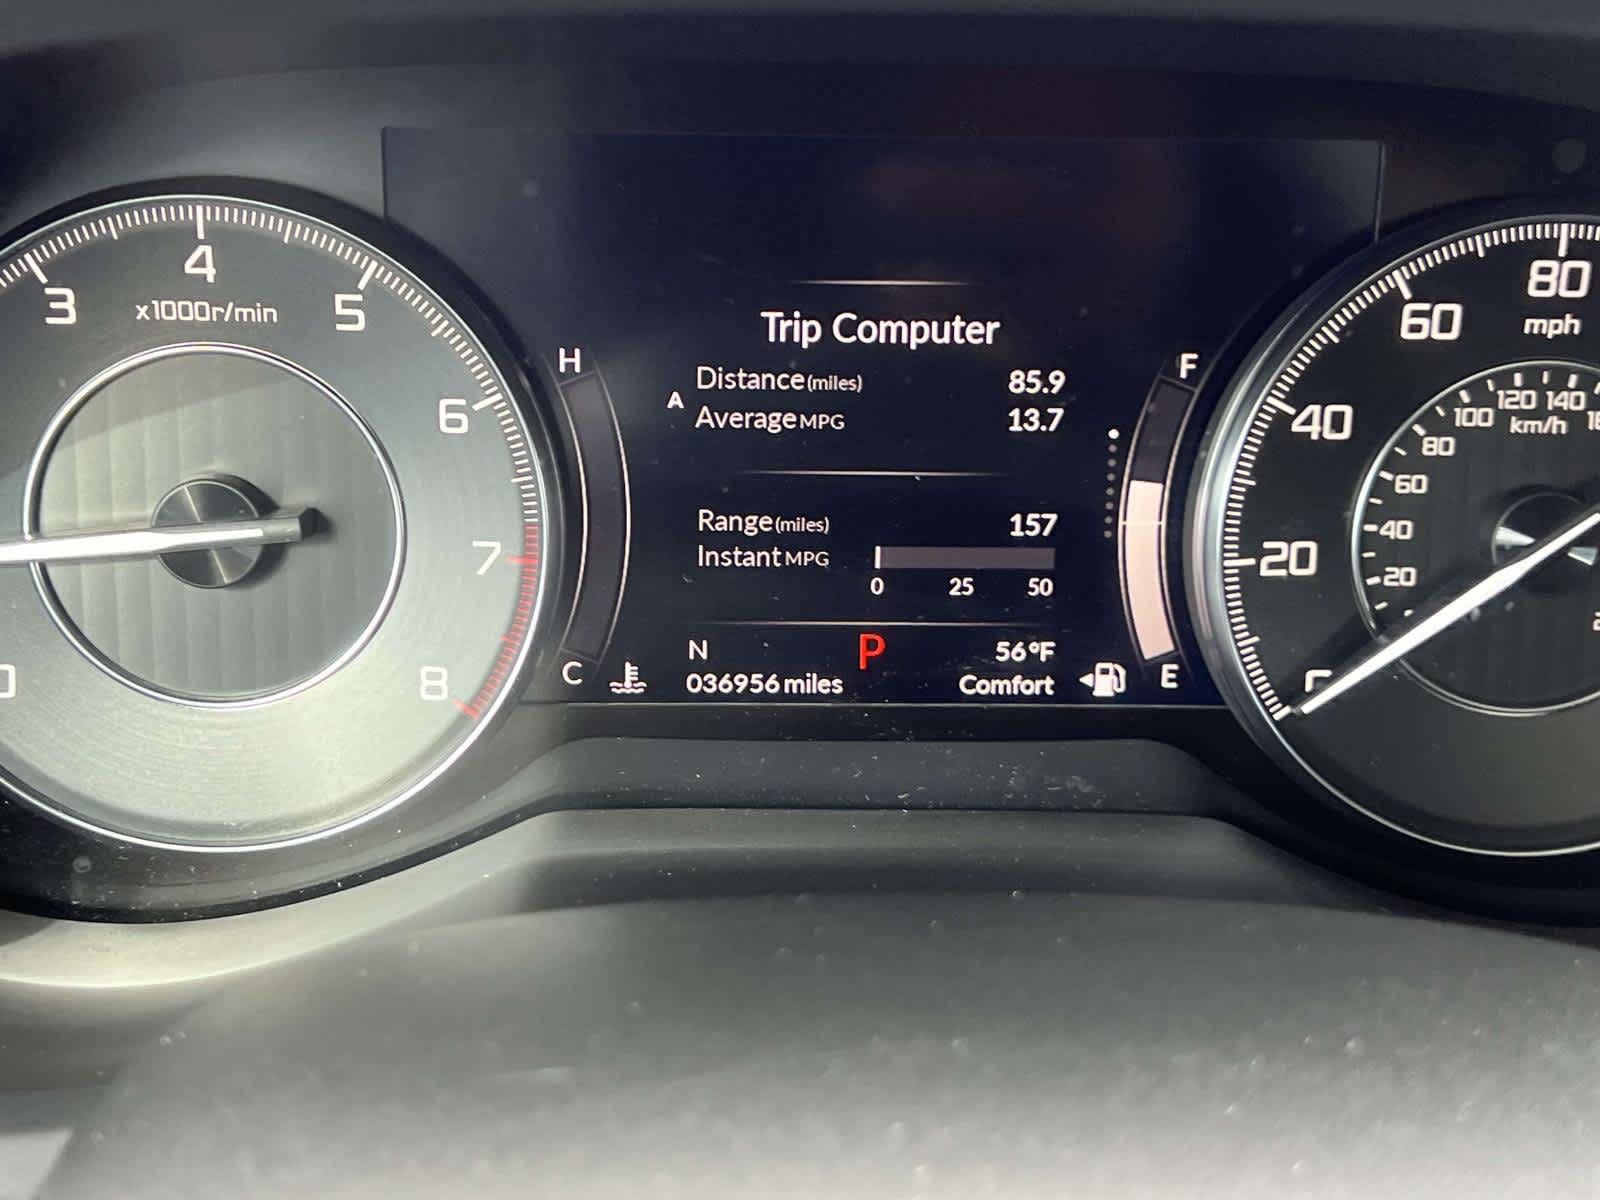 3
4
5
x1000r/min
6
7
8
0
H
C
Trip Computer
A
Distance(miles) 85.9
Average MPG 13.7
Range(miles) 157
Instant MPG
0 25 50
N P 56°F
036956 miles Comfort
F
E
80
mph
60
40
20
120 140
100 km/h
80
60
40
20